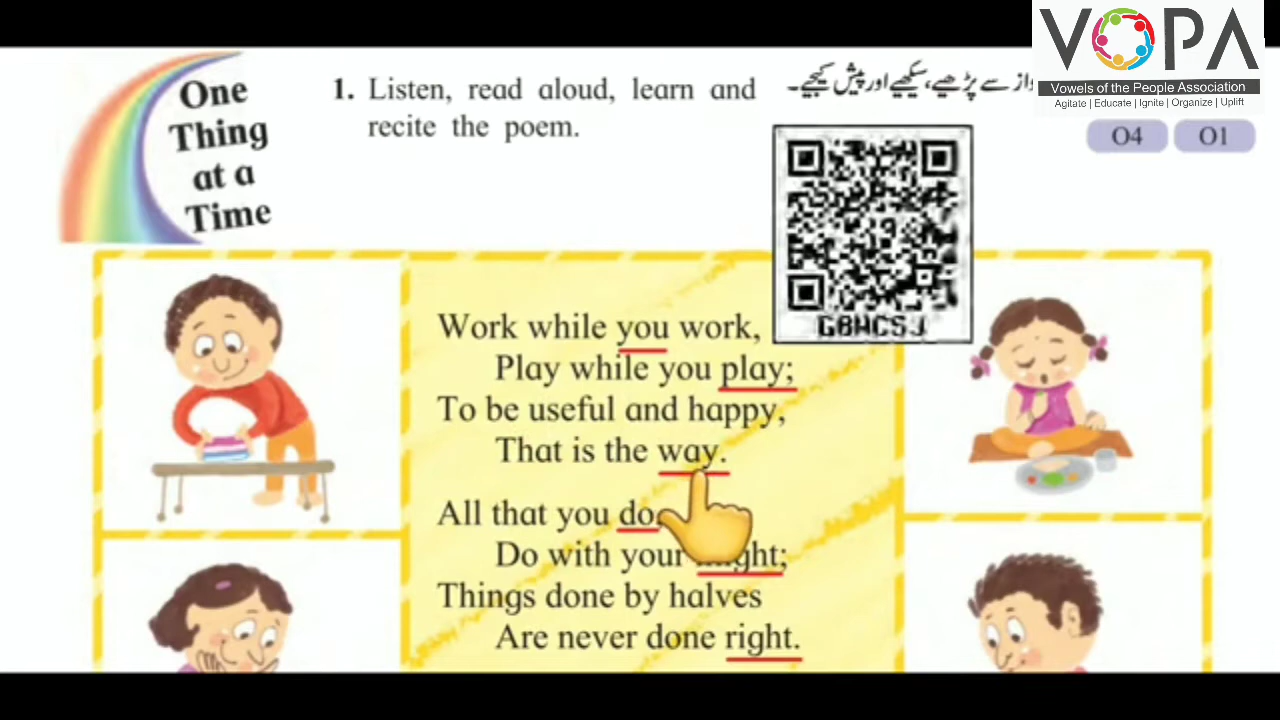 VOPA
Vowels of the People Association
Agitate | Educate | Ignite | Organize | Uplift
One
Thing
at a
Time
1. Listen, read aloud, learn and
recite the poem.
سے پڑھیے، سیکھیے اور پیش کیجیے۔
O4 O1
G8HCSJ
Work while you work,
Play while you play;
To be useful and happy,
That is the way.
All that you do
Do with your
Things done by halves
Are never done right.